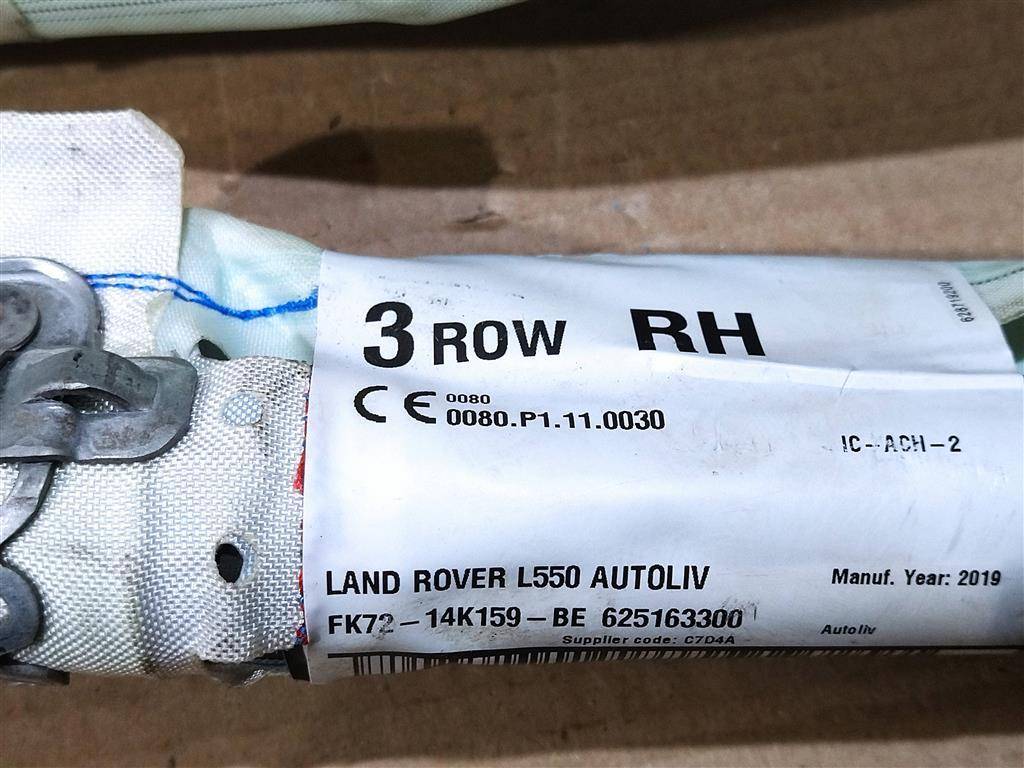 3 ROW RH
CE 0080
0080.P1.11.0030
IC-ACH-2
LAND ROVER L550 AUTOLIV
Manuf. Year: 2019
FK72-14K159-BE 625163300
Autoliv
Supplier code: C7D4A